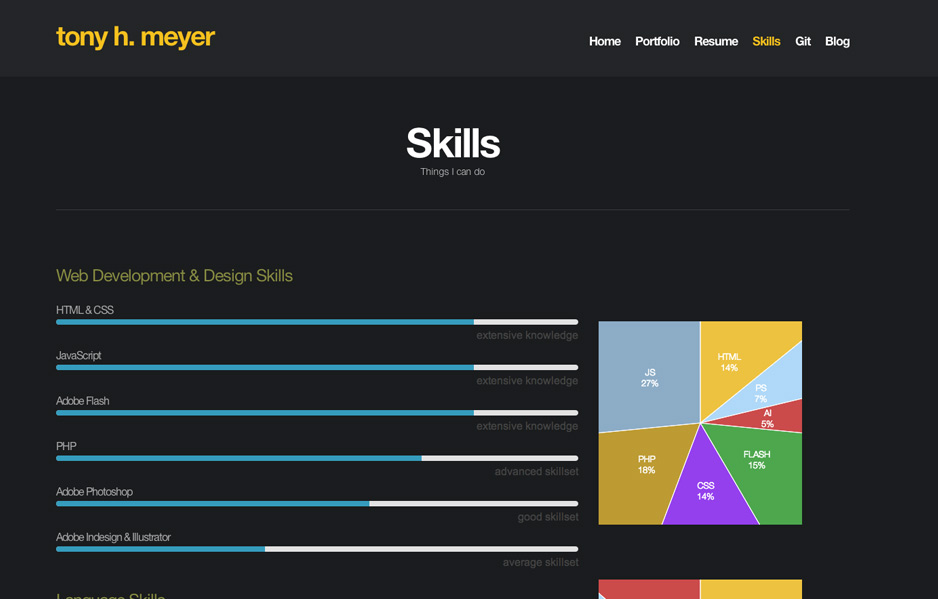 tony h. meyer
Home Portfolio Resume Skills Git Blog
Skills
Things I can do
Web Development & Design Skills
HTML & CSS
extensive knowledge
JavaScript
extensive knowledge
Adobe Flash
extensive knowledge
PHP
advanced skillset
Adobe Photoshop
good skillset
Adobe Indesign & Illustrator
average skillset
JS
27%
HTML
14%
PS
7%
AI
5%
FLASH
15%
CSS
14%
PHP
18%
Language Skills